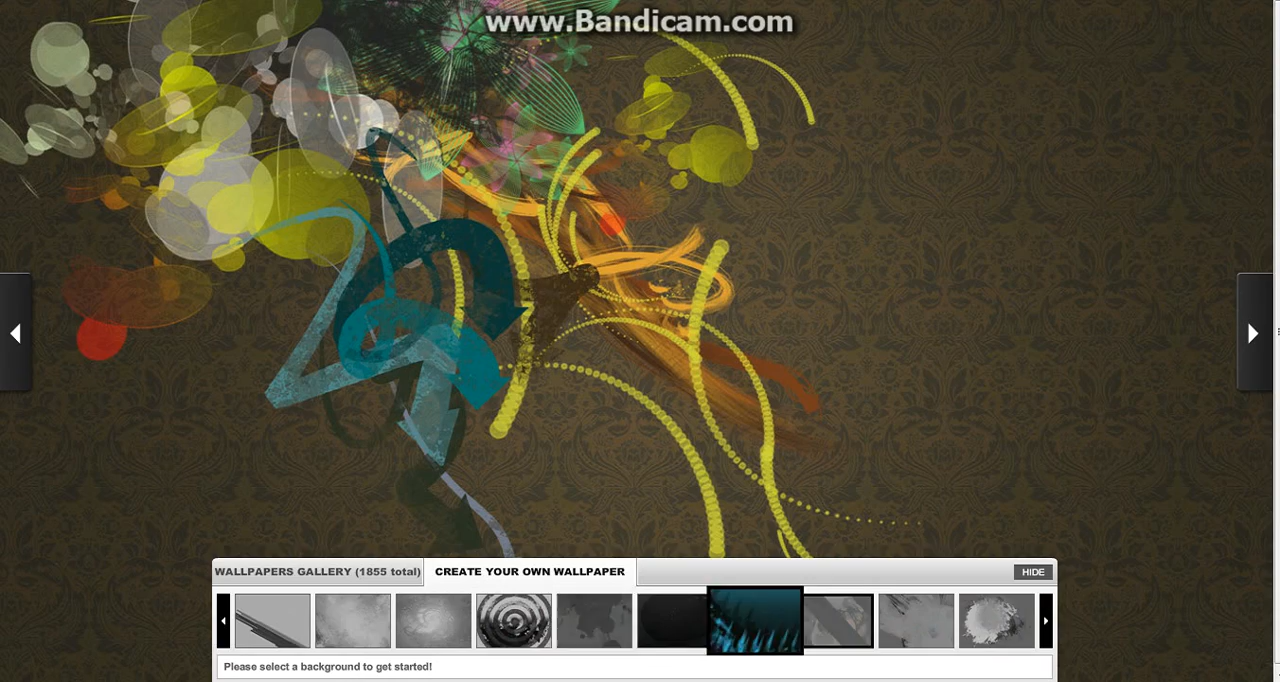 www.Bandicam.com
WALLPAPERS GALLERY (1855 total)
CREATE YOUR OWN WALLPAPER
HIDE
Please select a background to get started!